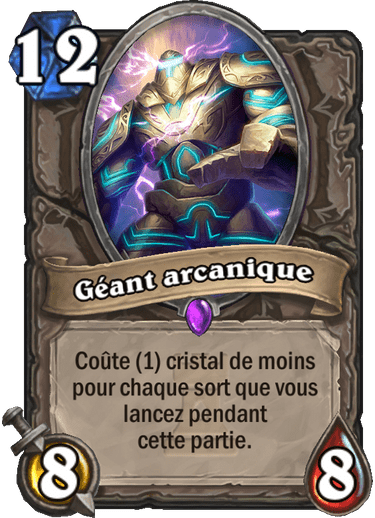 12
Géant arcanique
Coûte (1) cristal de moins
pour chaque sort que vous
lancez pendant
cette partie.
8
8